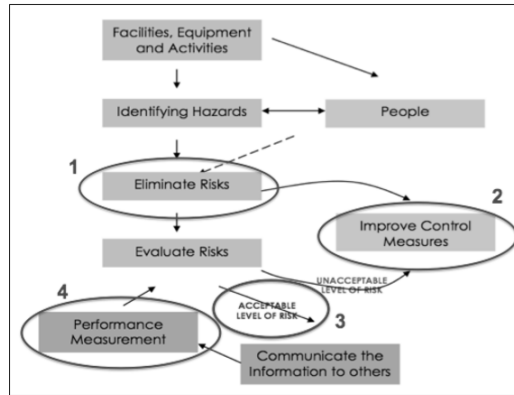 Facilities, Equipment
and Activities
Identifying Hazards
People
1
Eliminate Risks
2
Improve Control
Measures
Evaluate Risks
UNACCEPTABLE
LEVEL OF RISK
4
ACCEPTABLE
LEVEL OF RISK
3
Performance
Measurement
Communicate the
Information to others